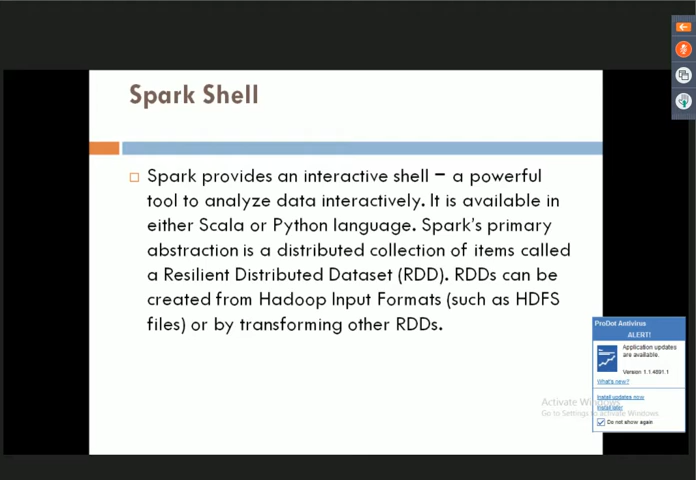 Spark Shell
Spark provides an interactive shell − a powerful
tool to analyze data interactively. It is available in
either Scala or Python language. Spark's primary
abstraction is a distributed collection of items called
a Resilient Distributed Dataset (RDD). RDDs can be
created from Hadoop Input Formats (such as HDFS
files) or by transforming other RDDs.
ProDot Antivirus
ALERT!
Application updates
are available.
Version 1.1.4891.1
What's new?
Install updates now
Install later
Do not show again
Activate Windows
Go to Settings to activate Windows.